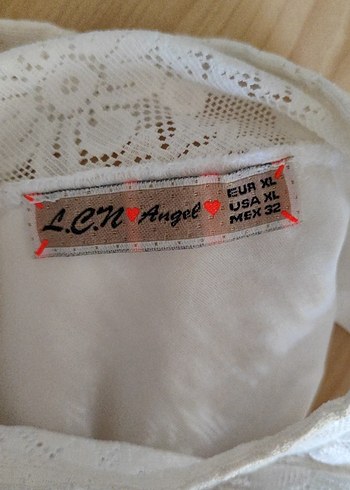 L.C.N♥Angel♥
EUR XL
USA XL
MEX 32